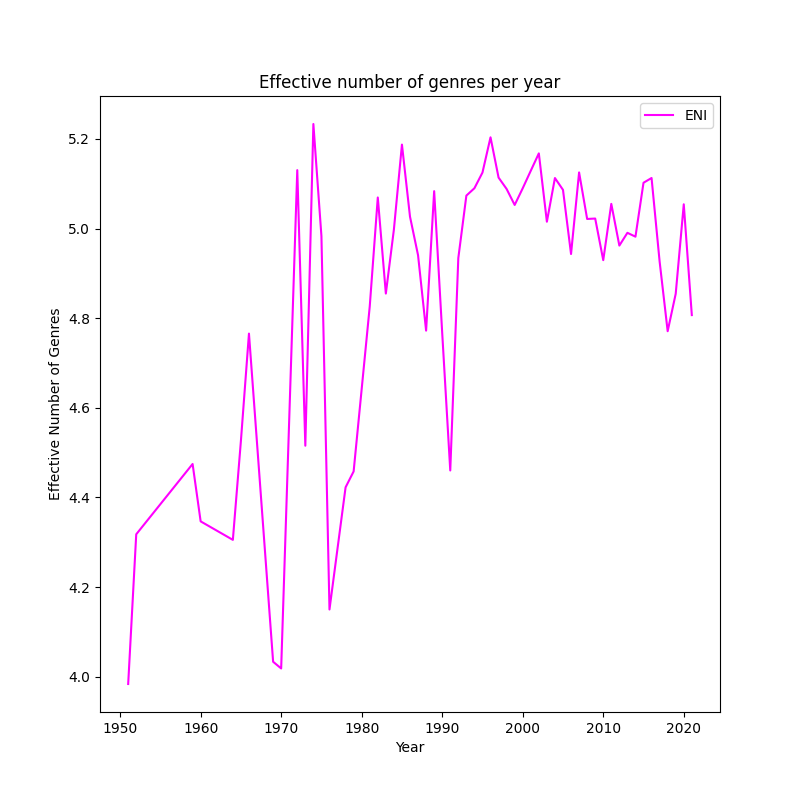 Effective number of genres per year
ENI
5.2
5.0
4.8
4.6
4.4
4.2
4.0
Effective Number of Genres
1950 1960 1970 1980 1990 2000 2010 2020
Year